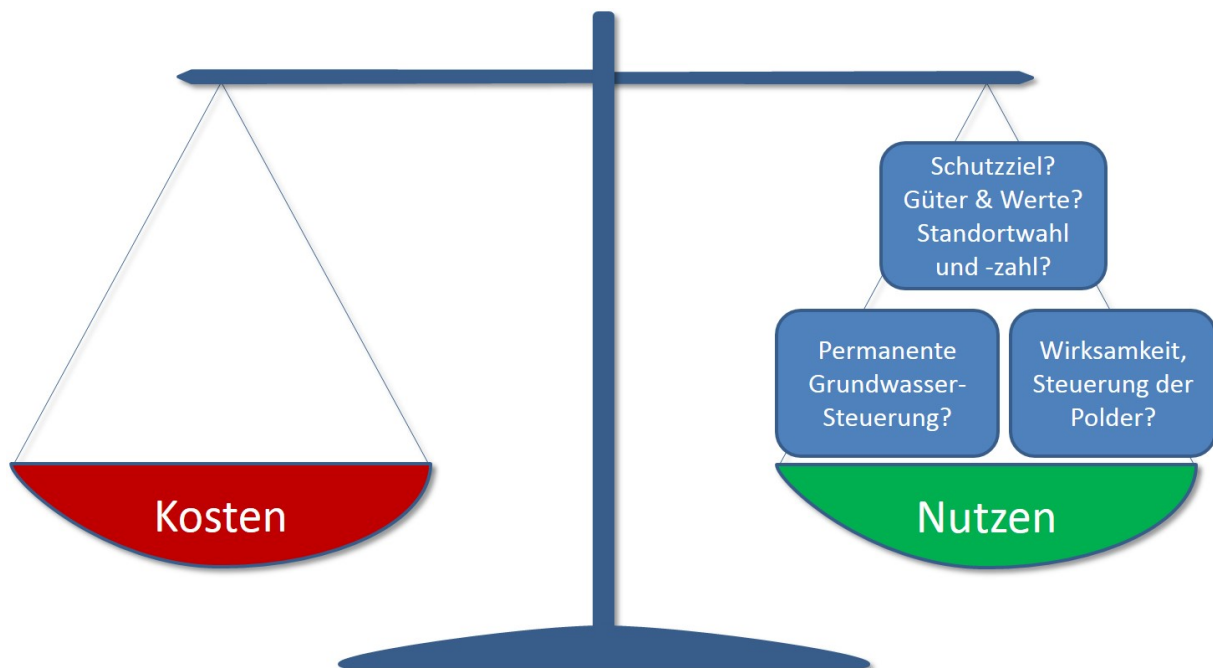 Schutzziel?
Güter & Werte?
Standortwahl
und -zahl?
Permanente
Grundwasser-
Steuerung?
Wirksamkeit,
Steuerung der
Polder?
Kosten
Nutzen